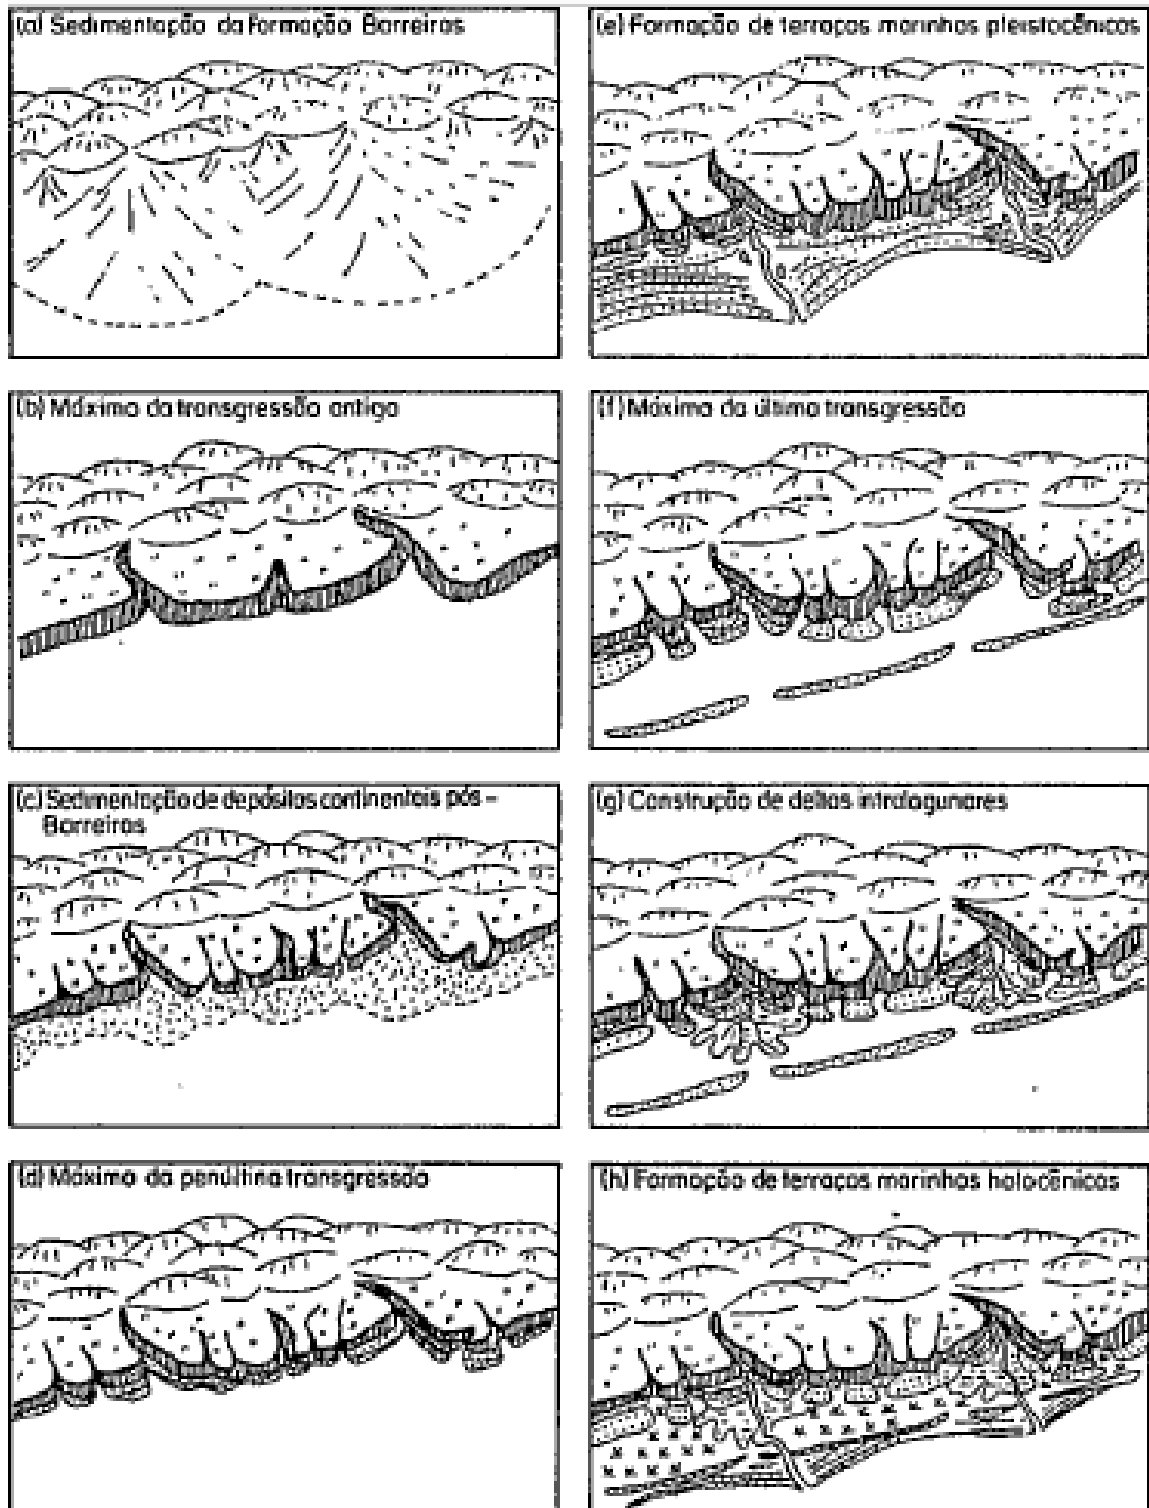 (a) Sedimentação da Formação Barreiras
(b) Máximo da transgressão antiga
(c) Sedimentação de depósitos continentais pós-
Barreiras
(d) Máximo da penúltima transgressão
(e) Formação de terraços marinhos pleistocênicos
(f) Máximo da última transgressão
(g) Construção de deltas intralagunares
(h) Formação de terraços marinhos holocênicos